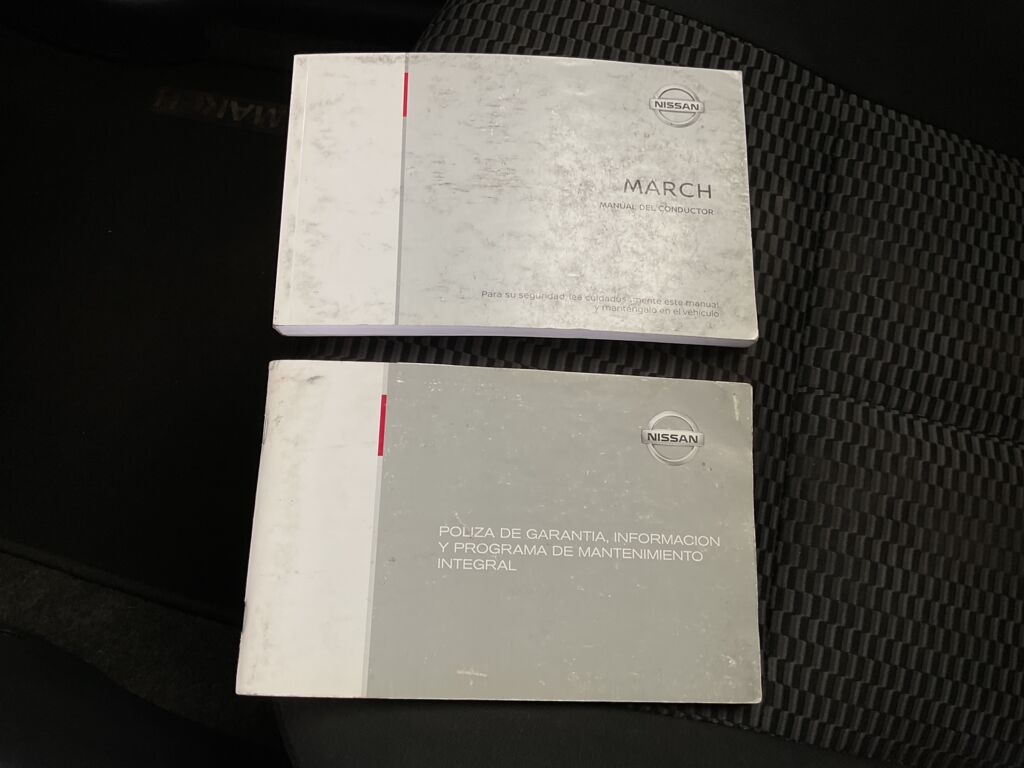 NISSAN
MARCH
MANUAL DEL CONDUCTOR
Para su seguridad, lea cuidadosamente este manual
y manténgalo en el vehículo
NISSAN
POLIZA DE GARANTIA, INFORMACION
Y PROGRAMA DE MANTENIMIENTO
INTEGRAL
MARCH